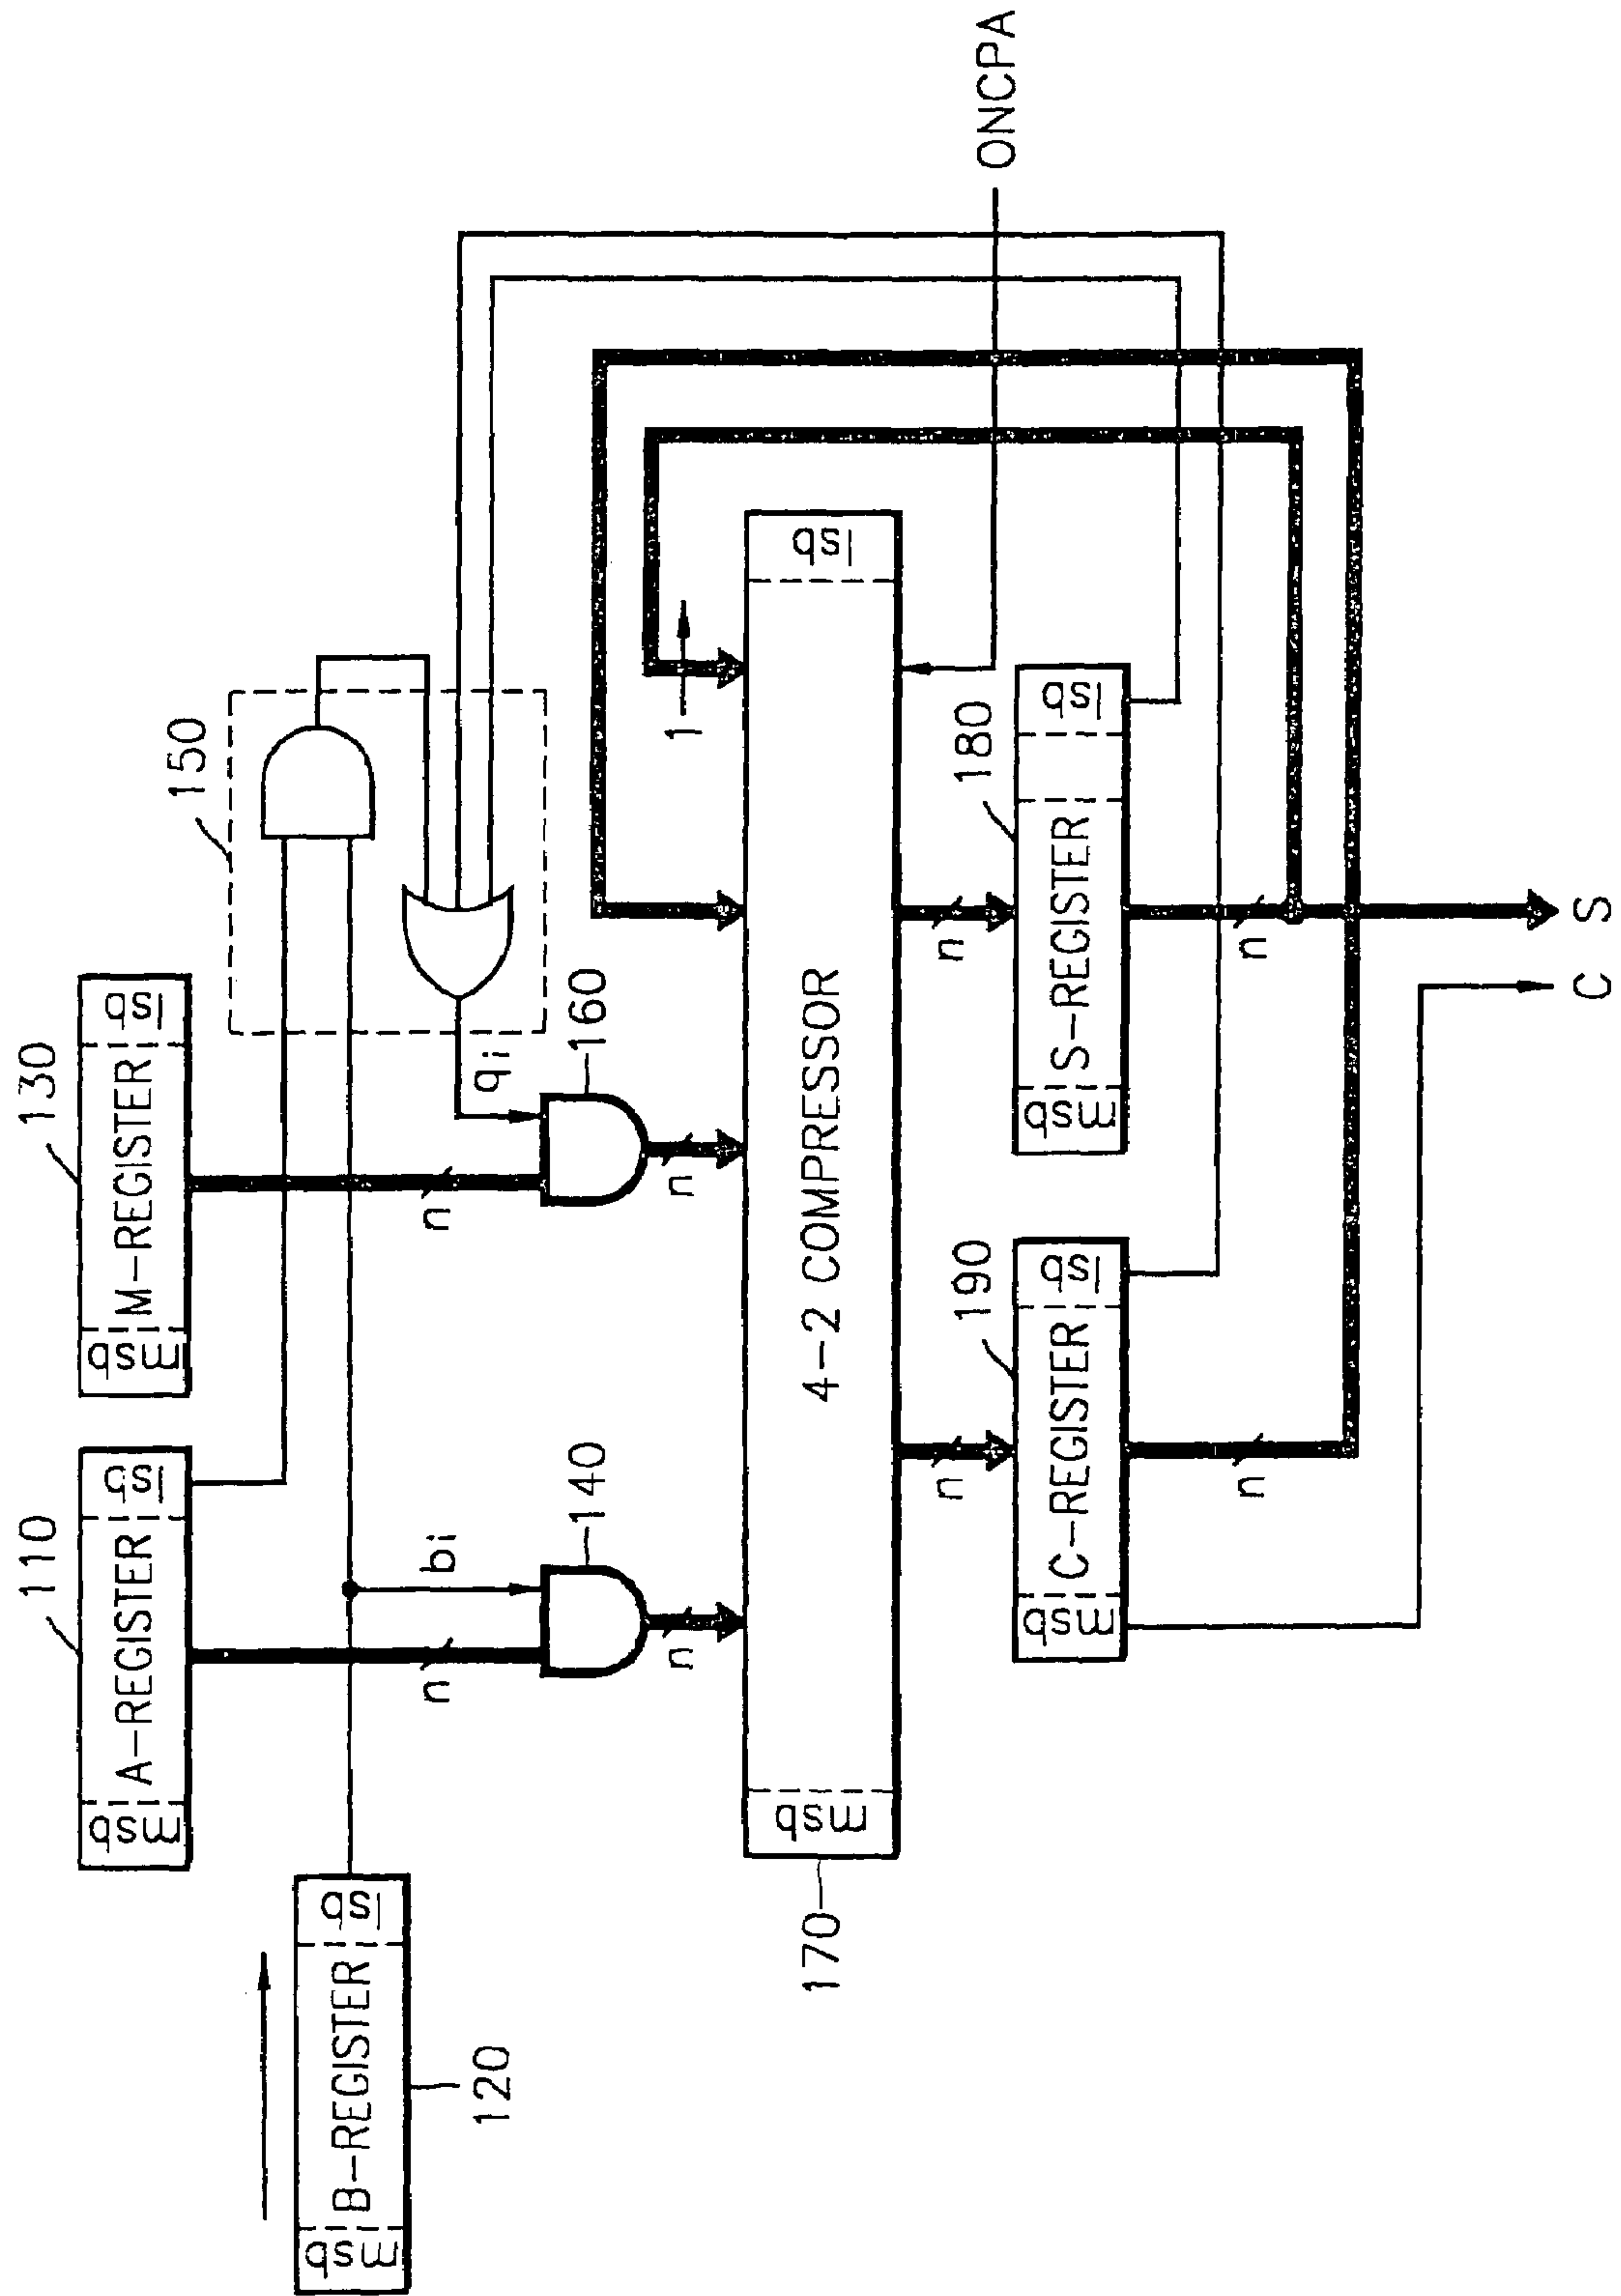 110
130
msb A-REGISTER lsb
msb M-REGISTER lsb
150
msb B-REGISTER lsb
120
n
bi
n
qi
140
160
n
n
1
msb 4-2 COMPRESSOR lsb
170
ONCPA
n
n
190
180
msb C-REGISTER lsb
msb S-REGISTER lsb
n
n
C
S